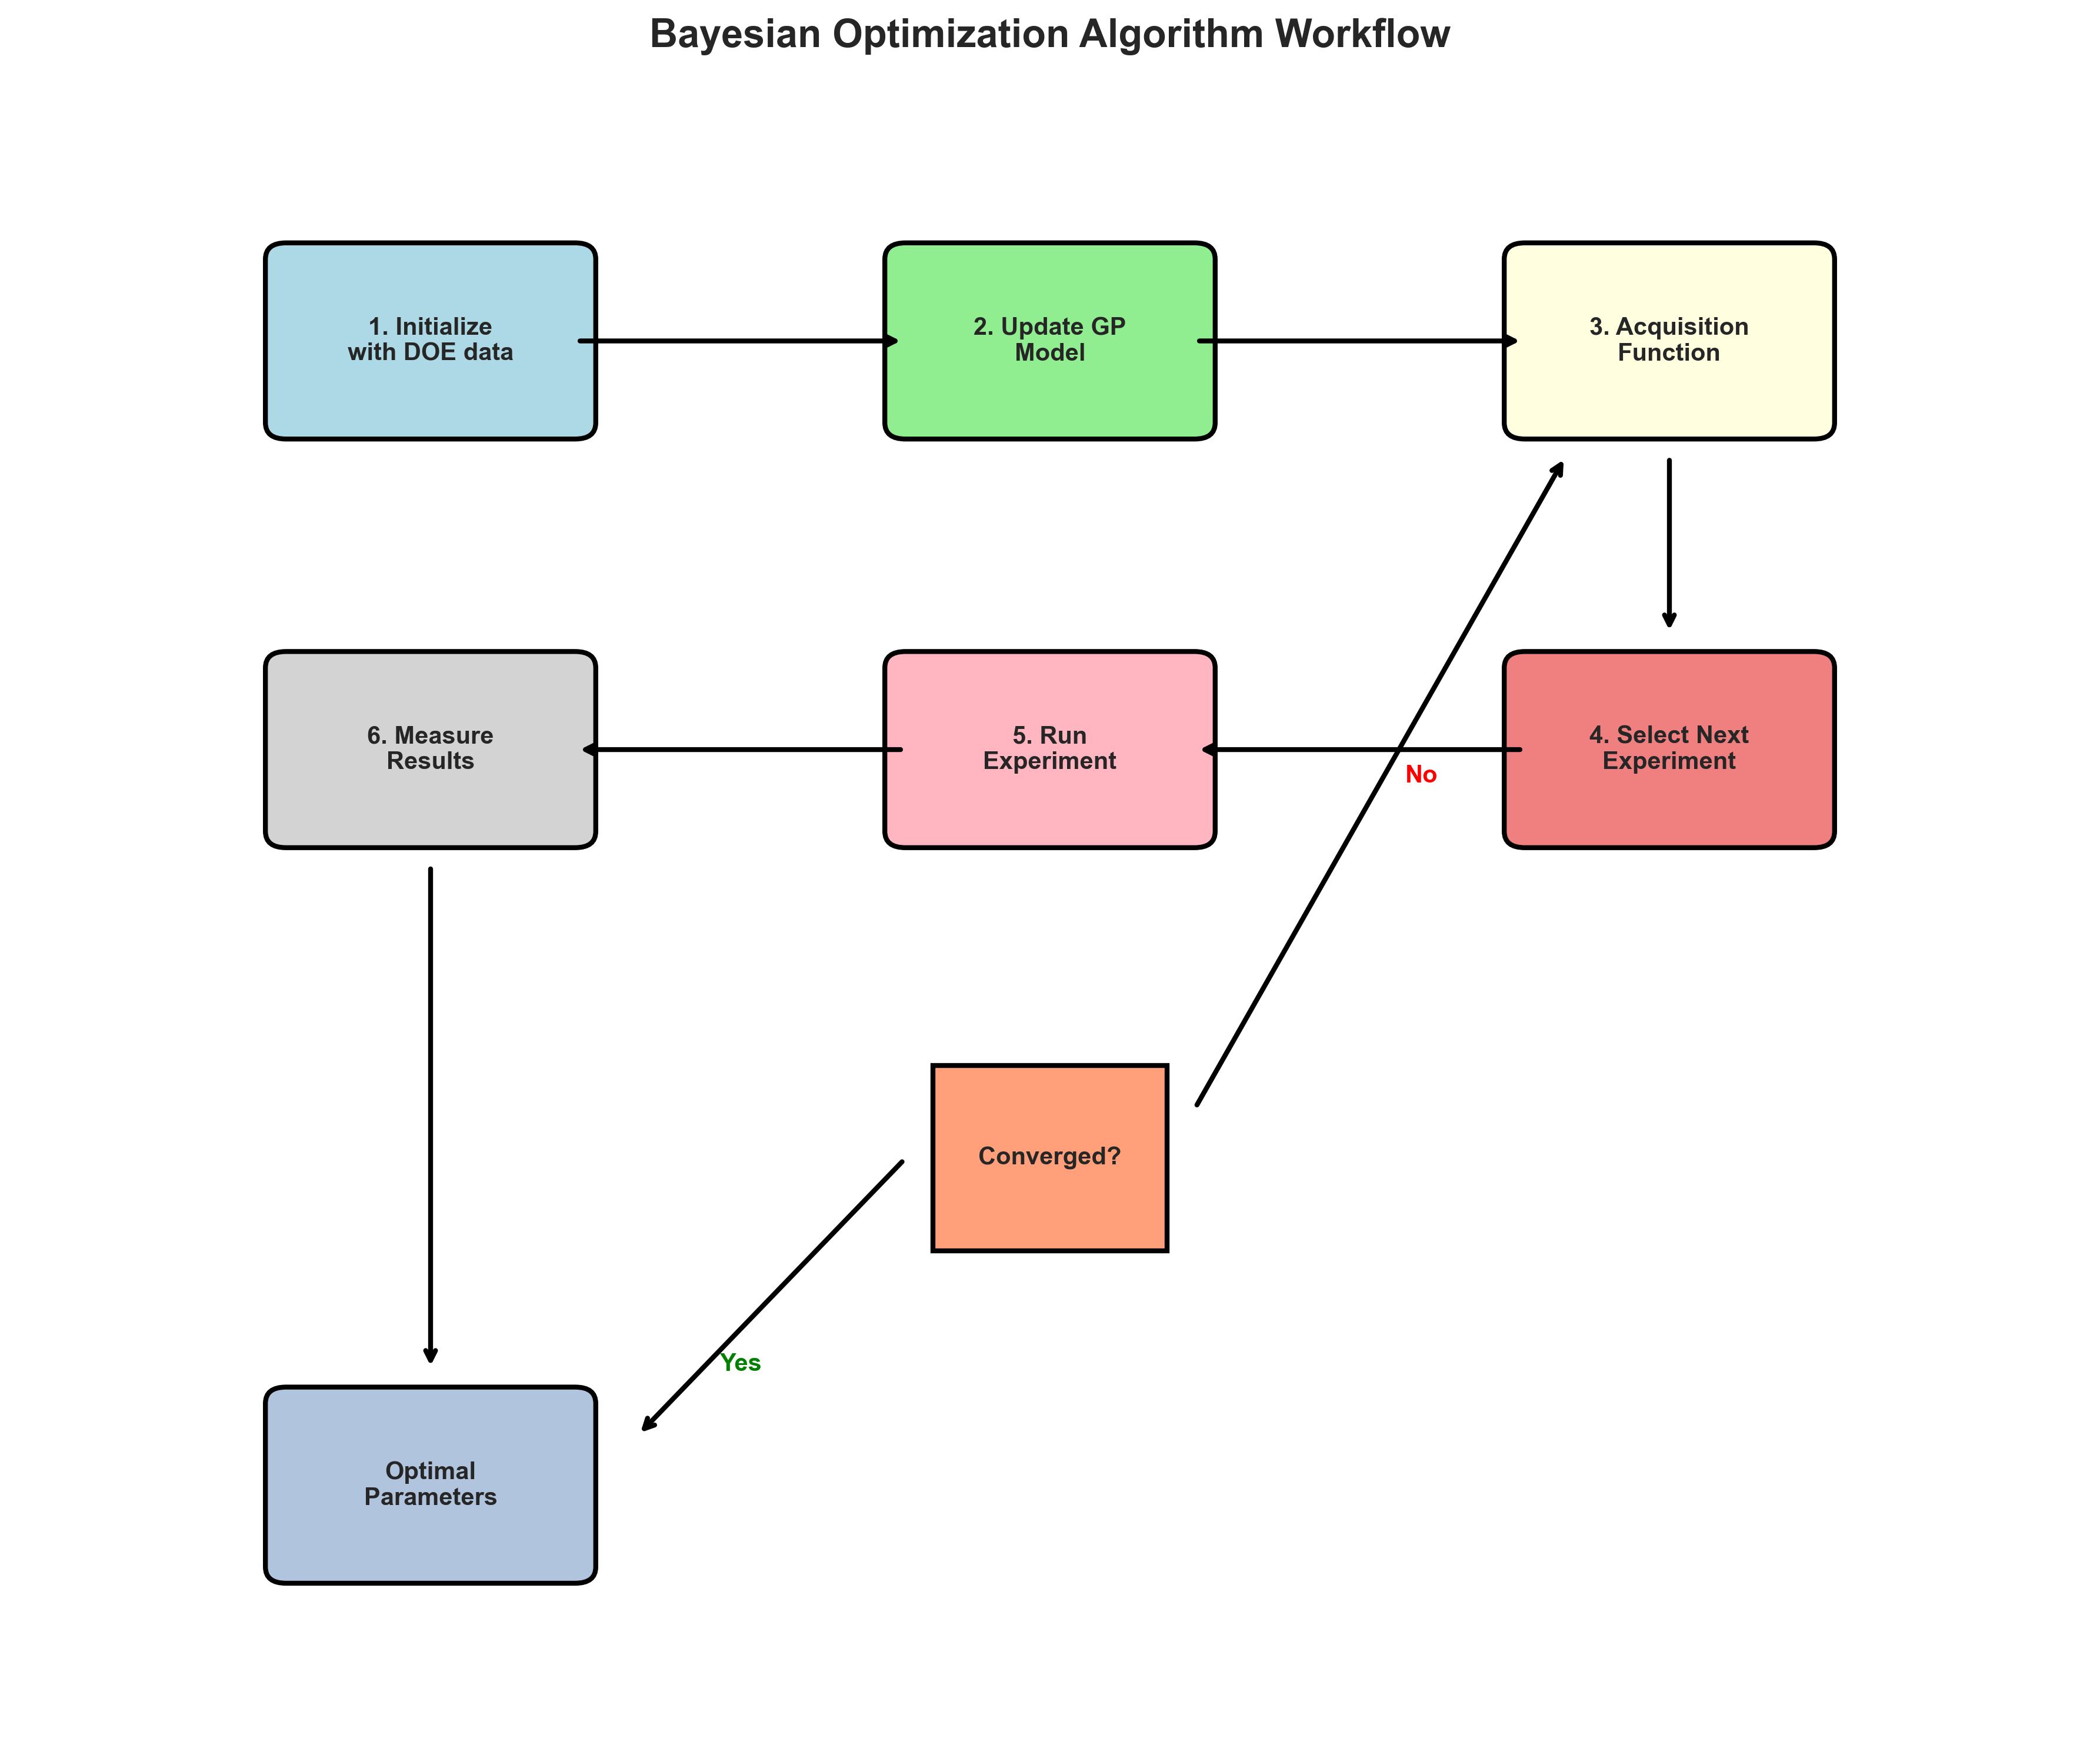 Bayesian Optimization Algorithm Workflow
1. Initialize
with DOE data
2. Update GP
Model
3. Acquisition
Function
6. Measure
Results
5. Run
Experiment
4. Select Next
Experiment
No
Converged?
Yes
Optimal
Parameters